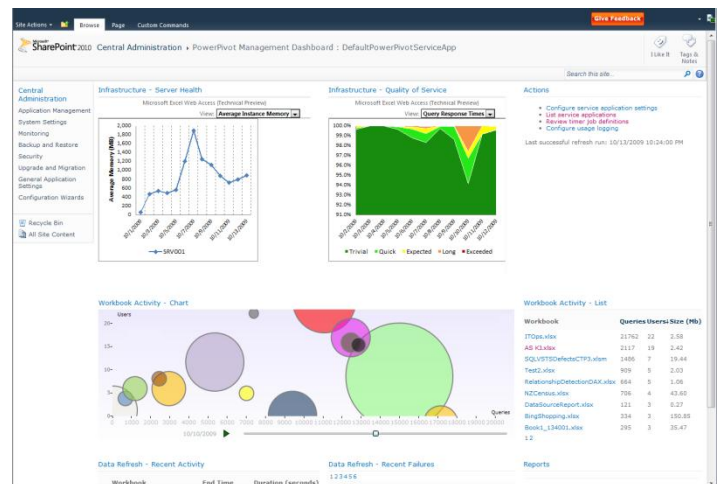 Give Feedback
Site Actions Browse Page Custom Commands
Microsoft
SharePoint 2010 Central Administration PowerPivot Management Dashboard : DefaultPowerPivotServiceApp
I Like It Tags & Notes
Search this site...
Central Administration
Application Management
System Settings
Monitoring
Backup and Restore
Security
Upgrade and Migration
General Application Settings
Configuration Wizards
Recycle Bin
All Site Content
Infrastructure - Server Health
Microsoft Excel Web Access (Technical Preview)
View: Average Instance Memory
Average Memory (MB)
2,000
1,800
1,600
1,400
1,200
1,000
800
600
400
200
0
SRV001
Infrastructure - Quality of Service
Microsoft Excel Web Access (Technical Preview)
View: Query Response Times
100.0%
99.0%
98.0%
97.0%
96.0%
95.0%
94.0%
93.0%
92.0%
91.0%
Trivial Quick Expected Long Exceeded
Actions
Configure service application settings
List service applications
Review timer job definitions
Configure usage logging
Last successful refresh run: 10/13/2009 10:24:00 PM
Workbook Activity - Chart
Users
20
15
10
5
0
0 1000 2000 3000 4000 5000 6000 7000 8000 9000 10000 11000 12000 13000 14000 15000 16000 17000 18000 19000 20000
Queries
10/10/2009
Workbook Activity - List
Workbook Queries Users Size (Mb)
ITOps.xlsx 21762 22 2.58
AS K2.xlsx 2117 19 2.42
SQLVSTSDefectsCTP3.xlsm 1486 7 19.44
Test2.xlsx 909 5 2.03
RelationshipDetectionDAX.xlsx 664 5 1.06
NZCensus.xlsx 706 4 43.60
DataSourceReport.xlsx 121 3 0.27
BingShopping.xlsx 334 3 150.85
Book1_134001.xlsx 295 3 35.47
1 2
Data Refresh - Recent Activity
Workbook End Time Duration (seconds)
Data Refresh - Recent Failures
1 2 3 4 5 6
Reports